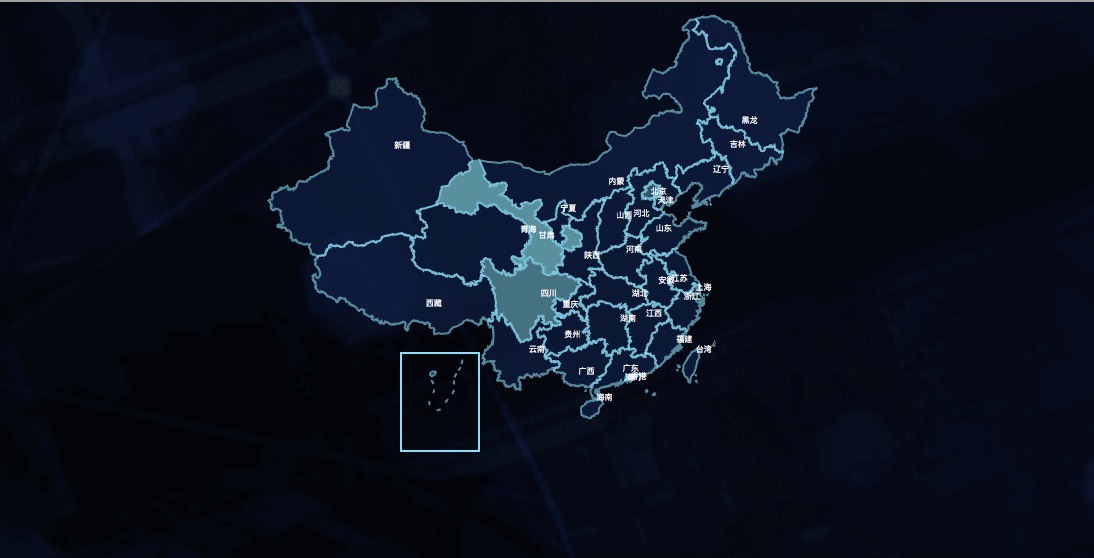 黑龙
吉林
新疆
辽宁
内蒙
北京
天津
宁夏
河北
山西
山东
青海
甘肃
河南
陕西
江苏
安徽
上海
四川
湖北
浙江
西藏
重庆
江西
湖南
贵州
福建
云南
台湾
广东
广西
香港
海南